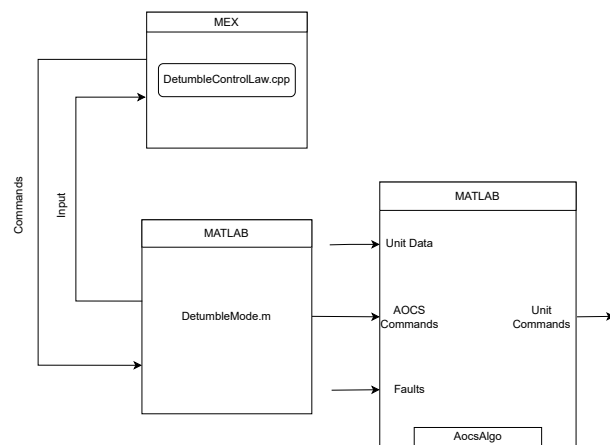 MEX
DetumbleControlLaw.cpp
Commands
Input
MATLAB
DetumbleMode.m
MATLAB
Unit Data
AOCS
Commands
Unit
Commands
Faults
AocsAlgo